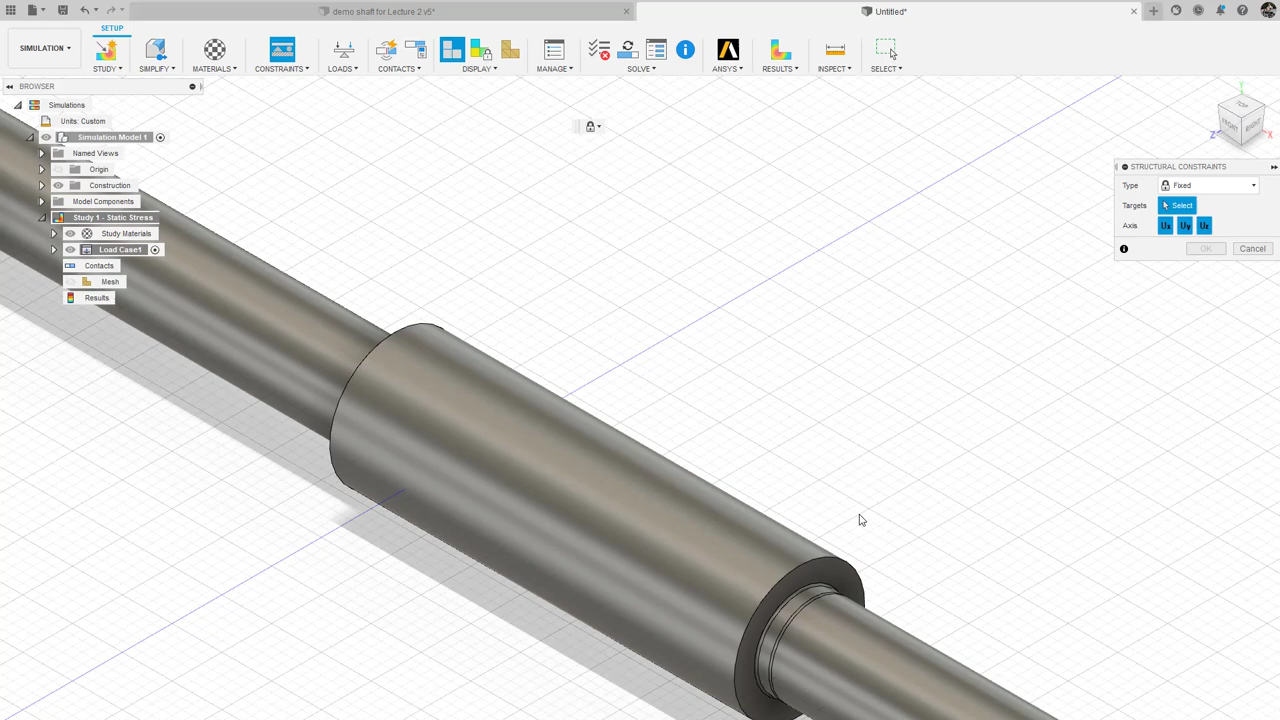 demo shaft for Lecture 2 v5*
Untitled*
SETUP
SIMULATION
STUDY
SIMPLIFY
MATERIALS
CONSTRAINTS
LOADS
CONTACTS
DISPLAY
MANAGE
SOLVE
ANSYS
RESULTS
INSPECT
SELECT
BROWSER
Simulations
Units: Custom
Simulation Model 1
Named Views
Origin
Construction
Model Components
Study 1 - Static Stress
Study Materials
Load Case1
Contacts
Mesh
Results
Y
TOP
FRONT
RIGHT
Z
X
STRUCTURAL CONSTRAINTS
Type Fixed
Targets Select
Axis Ux Uy Uz
OK Cancel